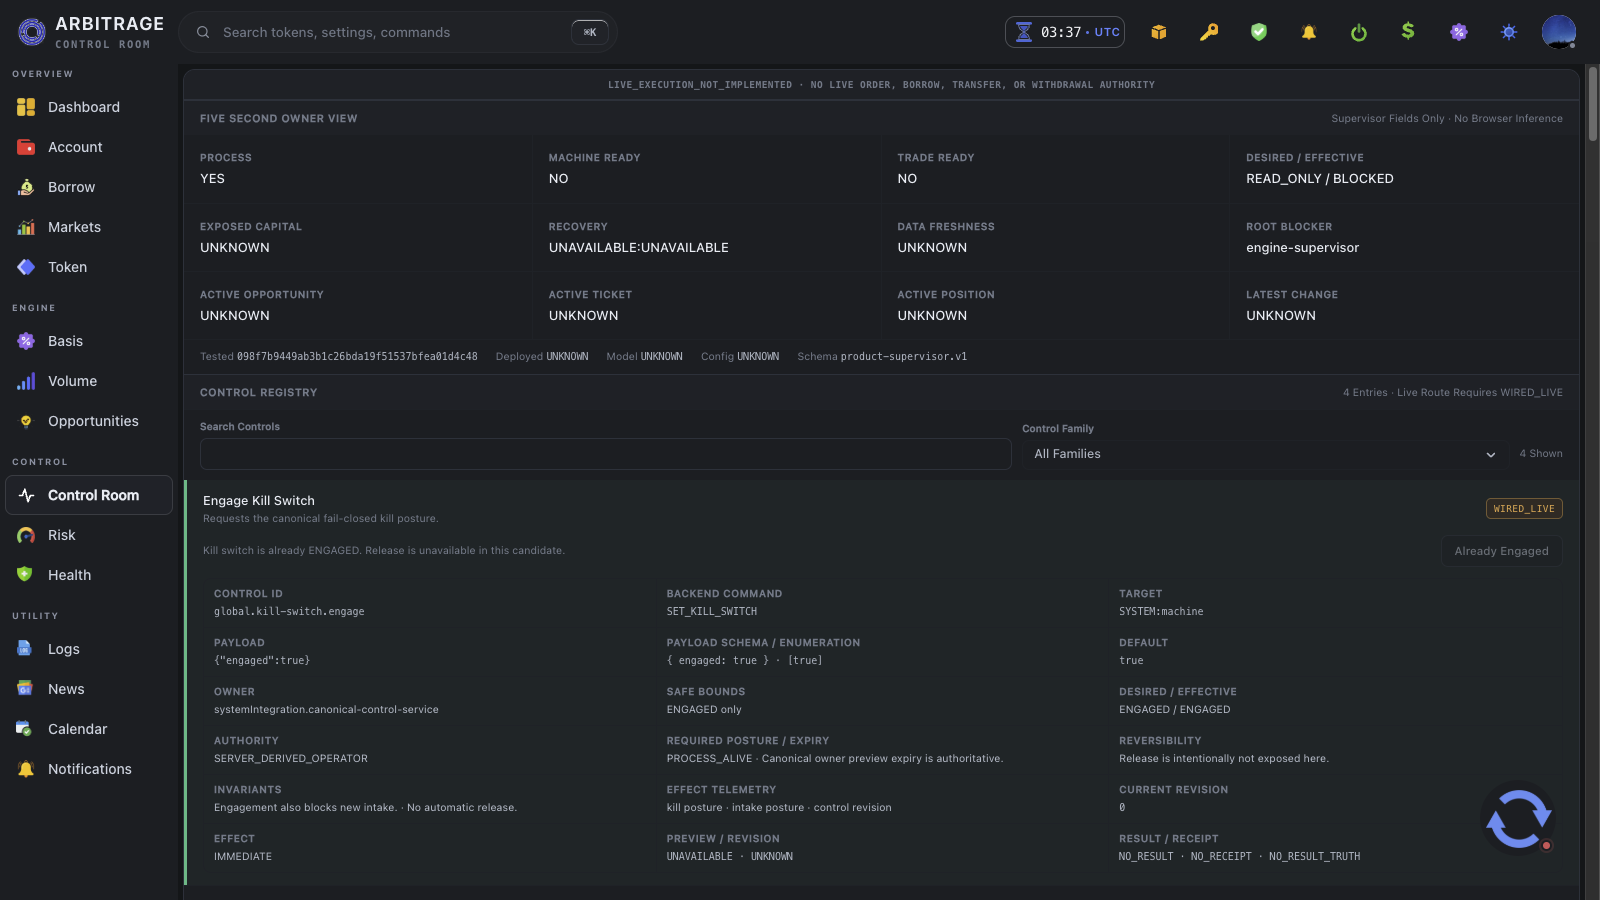 ARBITRAGE
CONTROL ROOM
Search tokens, settings, commands
⌘K
03:37 • UTC
OVERVIEW
Dashboard
Account
Borrow
Markets
Token
ENGINE
Basis
Volume
Opportunities
CONTROL
Control Room
Risk
Health
UTILITY
Logs
News
Calendar
Notifications
LIVE_EXECUTION_NOT_IMPLEMENTED · NO LIVE ORDER, BORROW, TRANSFER, OR WITHDRAWAL AUTHORITY
FIVE SECOND OWNER VIEW
Supervisor Fields Only · No Browser Inference
PROCESS
YES
MACHINE READY
NO
TRADE READY
NO
DESIRED / EFFECTIVE
READ_ONLY / BLOCKED
EXPOSED CAPITAL
UNKNOWN
RECOVERY
UNAVAILABLE:UNAVAILABLE
DATA FRESHNESS
UNKNOWN
ROOT BLOCKER
engine-supervisor
ACTIVE OPPORTUNITY
UNKNOWN
ACTIVE TICKET
UNKNOWN
ACTIVE POSITION
UNKNOWN
LATEST CHANGE
UNKNOWN
Tested 098f7b9449ab3b1c26bda19f51537bfea01d4c48 Deployed UNKNOWN Model UNKNOWN Config UNKNOWN Schema product-supervisor.v1
CONTROL REGISTRY
4 Entries · Live Route Requires WIRED_LIVE
Search Controls
Control Family
All Families
4 Shown
Engage Kill Switch
Requests the canonical fail-closed kill posture.
WIRED_LIVE
Kill switch is already ENGAGED. Release is unavailable in this candidate.
Already Engaged
CONTROL ID
global.kill-switch.engage
BACKEND COMMAND
SET_KILL_SWITCH
TARGET
SYSTEM:machine
PAYLOAD
{"engaged":true}
PAYLOAD SCHEMA / ENUMERATION
{ engaged: true } · [true]
DEFAULT
true
OWNER
systemIntegration.canonical-control-service
SAFE BOUNDS
ENGAGED only
DESIRED / EFFECTIVE
ENGAGED / ENGAGED
AUTHORITY
SERVER_DERIVED_OPERATOR
REQUIRED POSTURE / EXPIRY
PROCESS_ALIVE · Canonical owner preview expiry is authoritative.
REVERSIBILITY
Release is intentionally not exposed here.
INVARIANTS
Engagement also blocks new intake. · No automatic release.
EFFECT TELEMETRY
kill posture · intake posture · control revision
CURRENT REVISION
0
EFFECT
IMMEDIATE
PREVIEW / REVISION
UNAVAILABLE · UNKNOWN
RESULT / RECEIPT
NO_RESULT · NO_RECEIPT · NO_RESULT_TRUTH